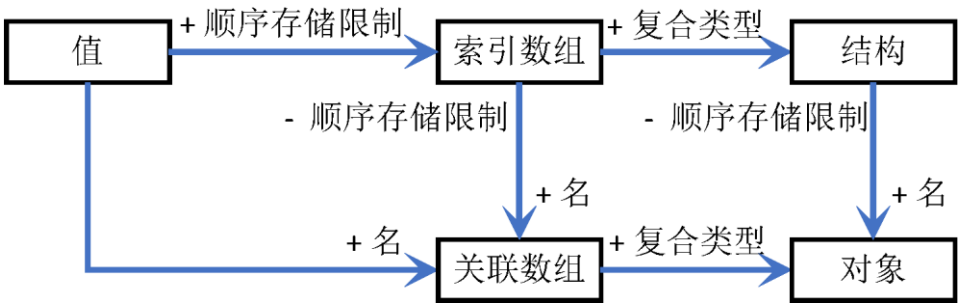 值
+ 顺序存储限制
索引数组
+ 复合类型
结构
- 顺序存储限制
- 顺序存储限制
+ 名
+ 名
+ 名
关联数组
+ 复合类型
对象